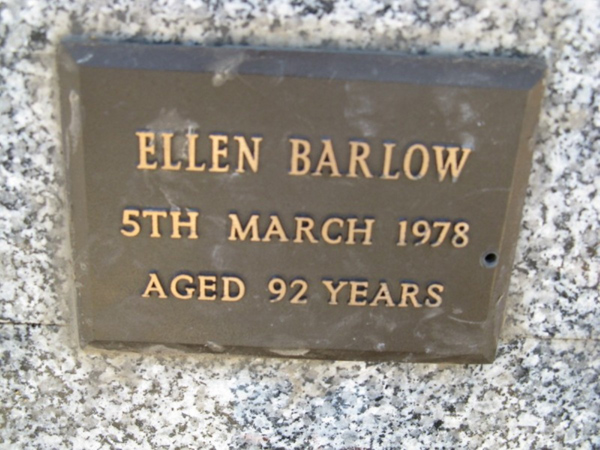 ELLEN BARLOW
5TH MARCH 1978
AGED 92 YEARS